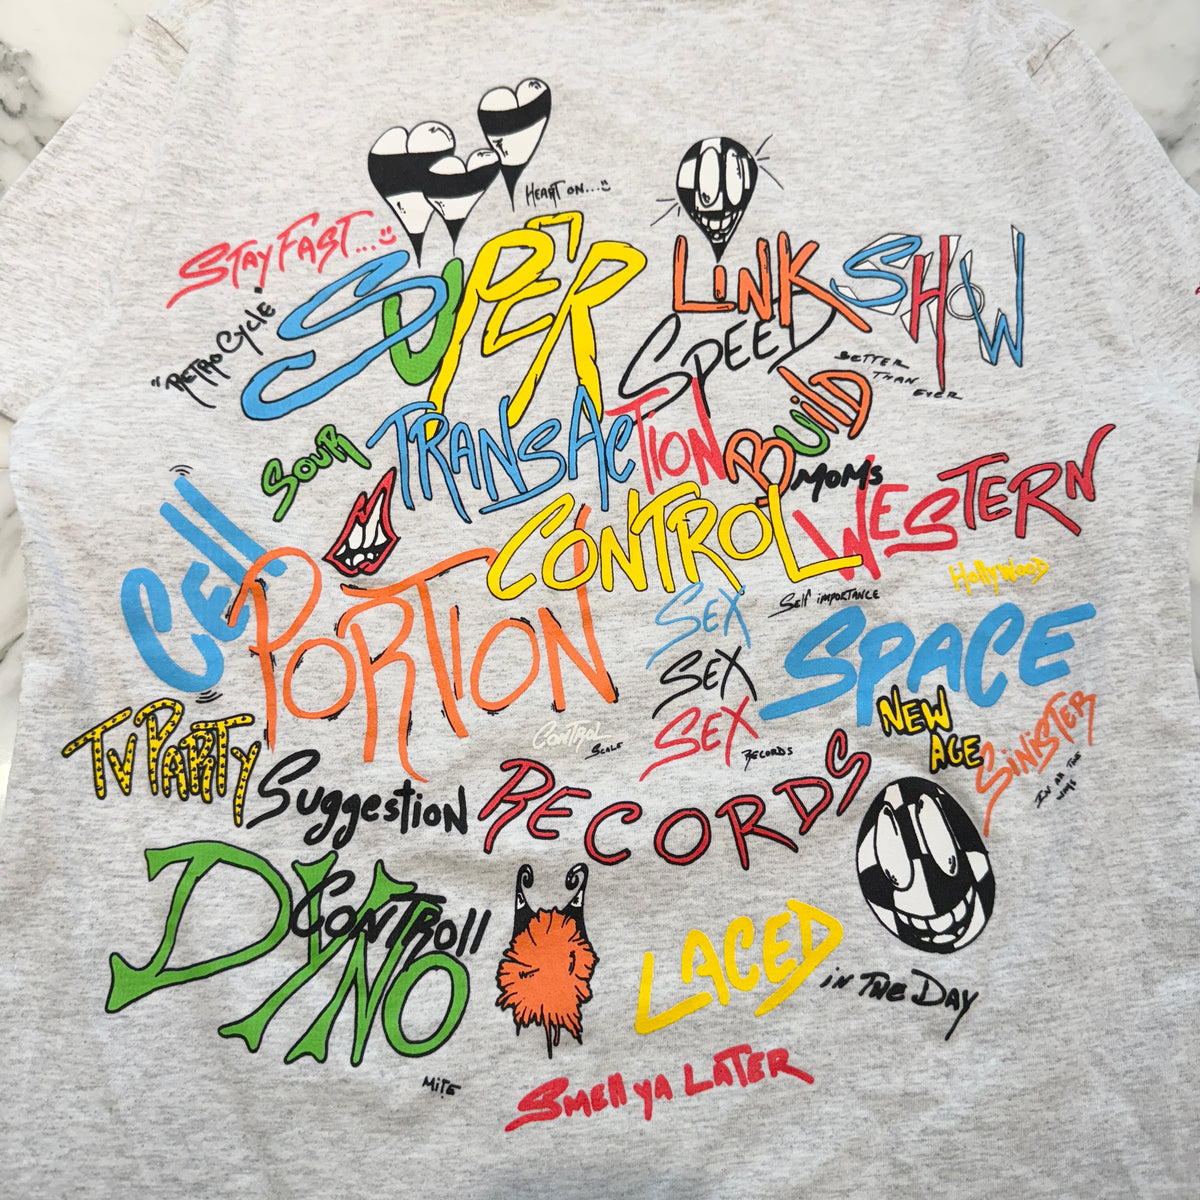 HEART ON...
STAY FAST...
SUPER
LINK
SHOW
"RETRO CYCLE"
SPEED
BETTER
THAN
EVER
SOUR
TRANSACTION
BUILD
MOMS
WESTERN
CONTROL
CELL
HOLLYWOOD
PORTION
SEX
SELF IMPORTANCE
SPACE
SEX
NEW
AGE
TV PARTY
CONTROL
SCALE
SEX
RECORDS
SINISTER
Suggestion
RECORDS
DYNO
CONTROll
LACED
IN THE DAY
MITE
SMEll YA LATER